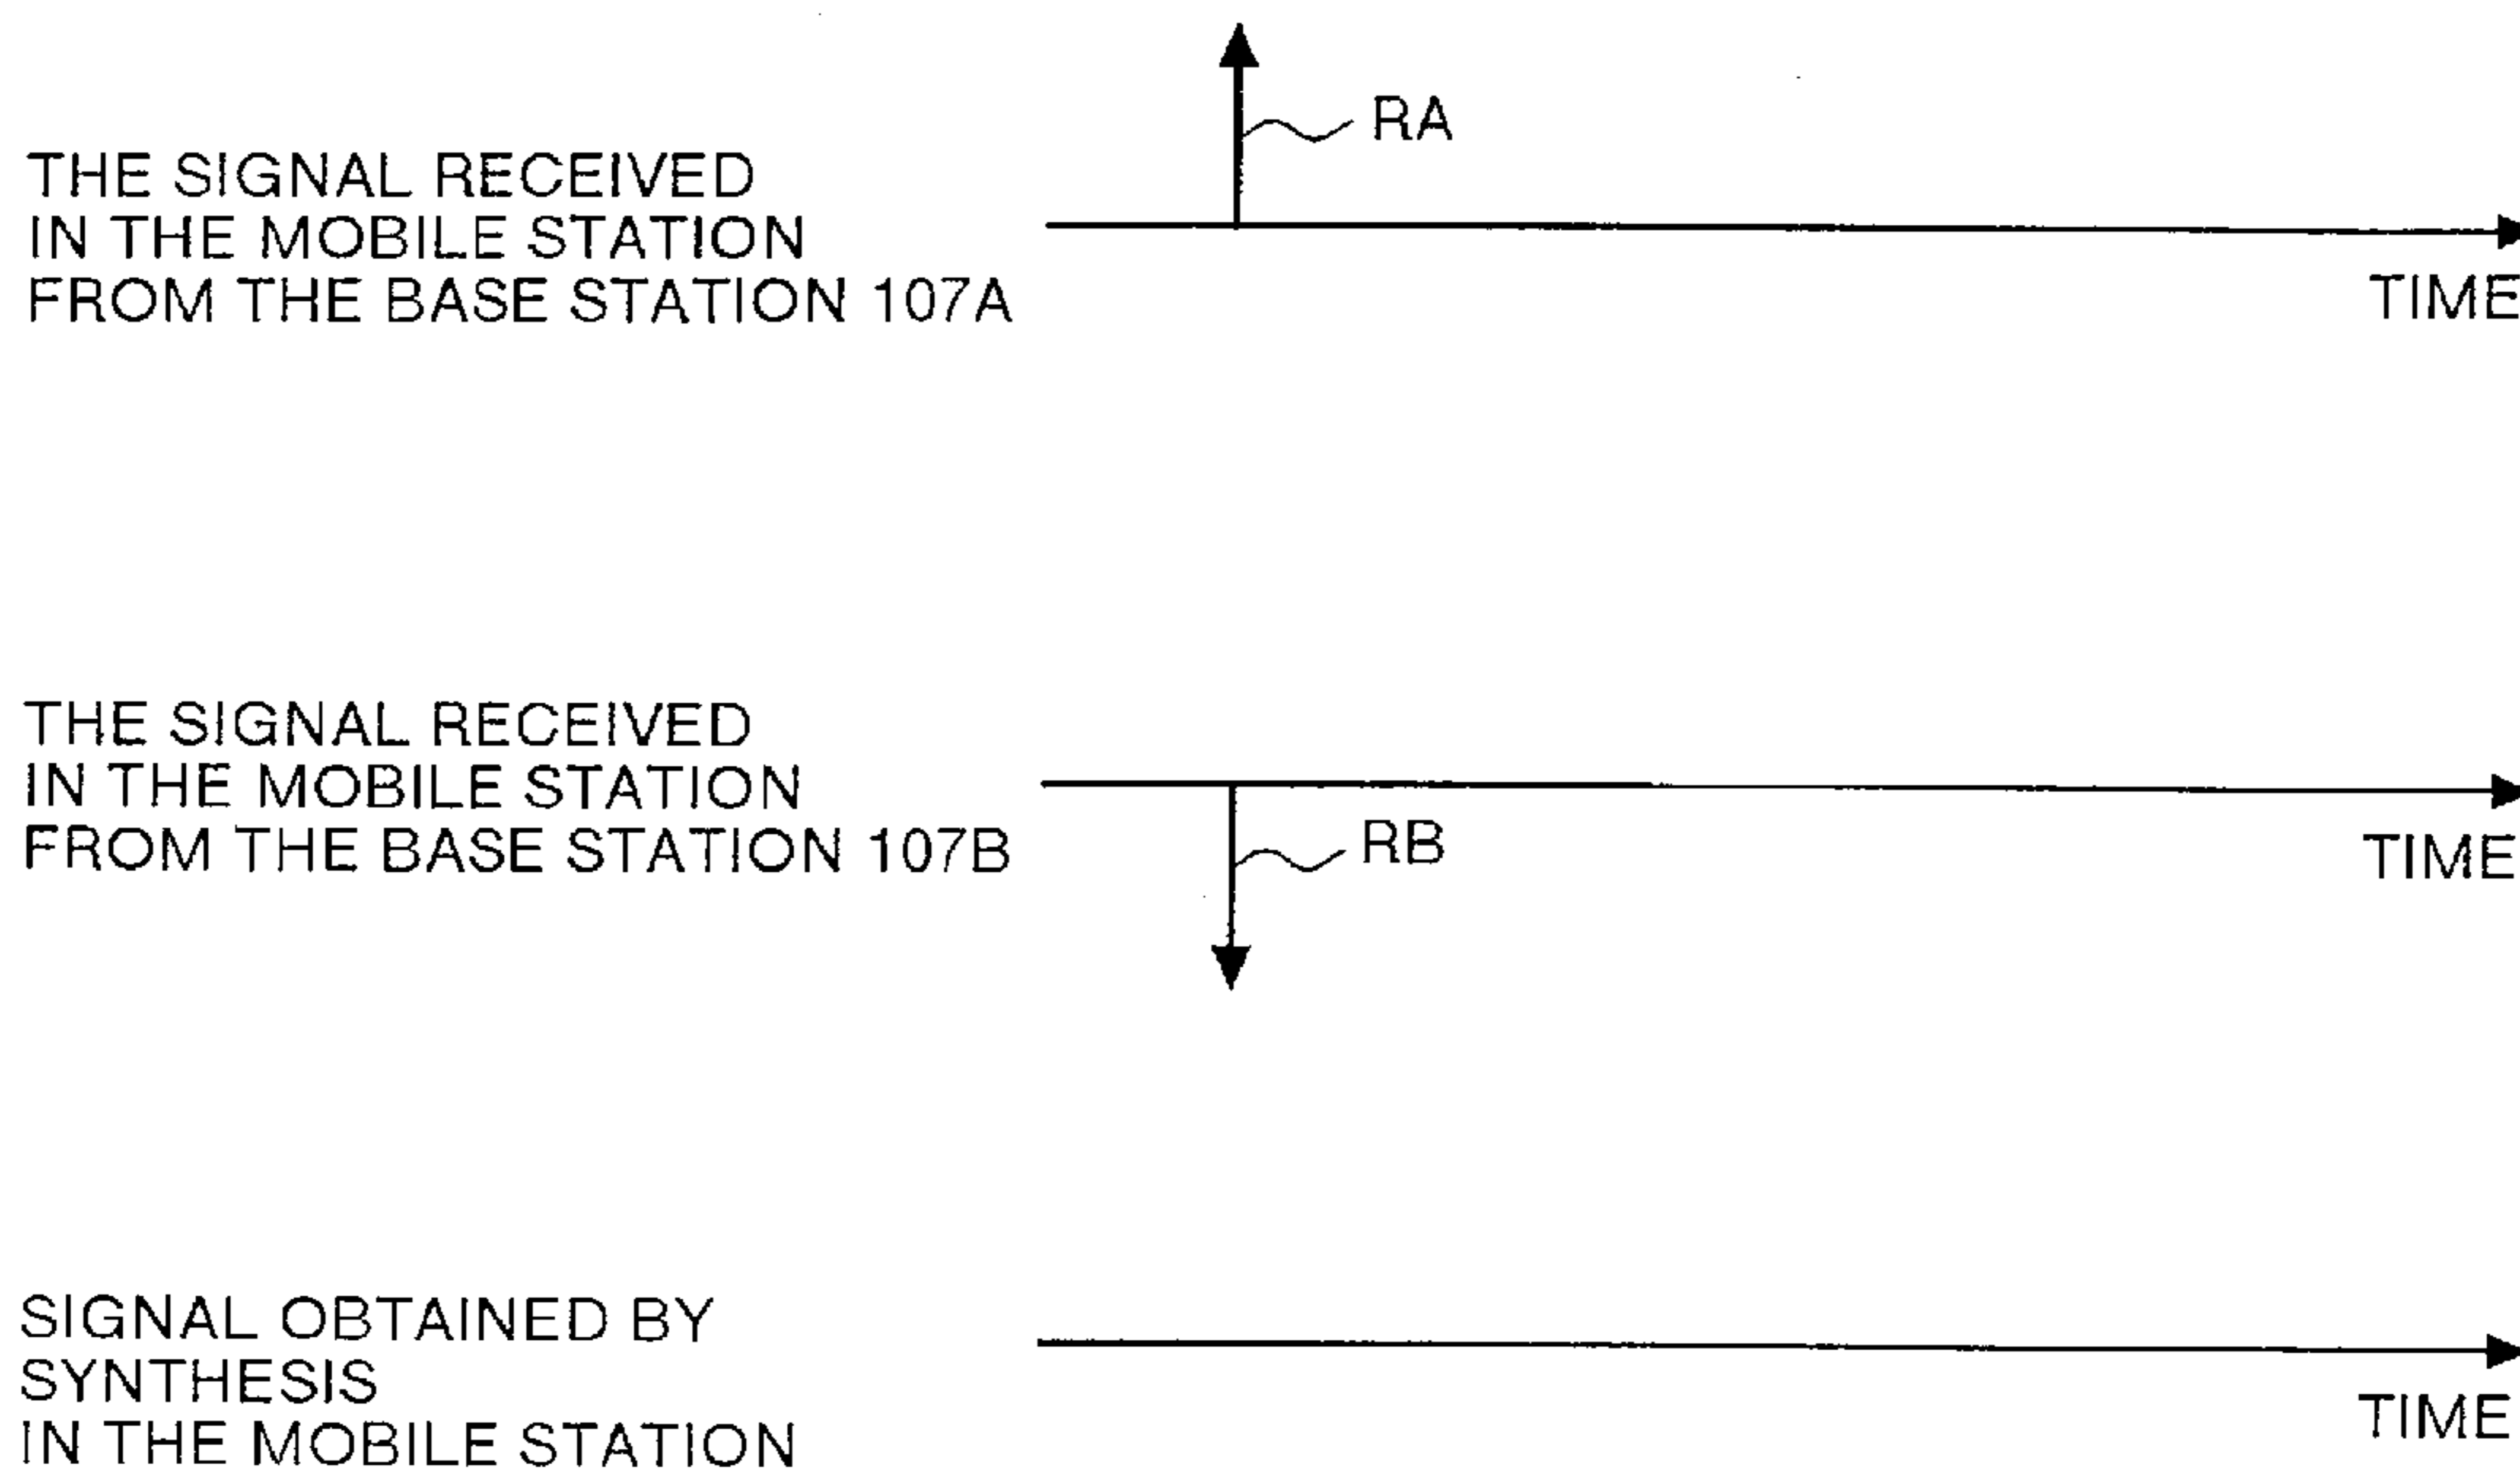 RA
THE SIGNAL RECEIVED
IN THE MOBILE STATION
FROM THE BASE STATION 107A
TIME
THE SIGNAL RECEIVED
IN THE MOBILE STATION
FROM THE BASE STATION 107B
RB
TIME
SIGNAL OBTAINED BY
SYNTHESIS
IN THE MOBILE STATION
TIME